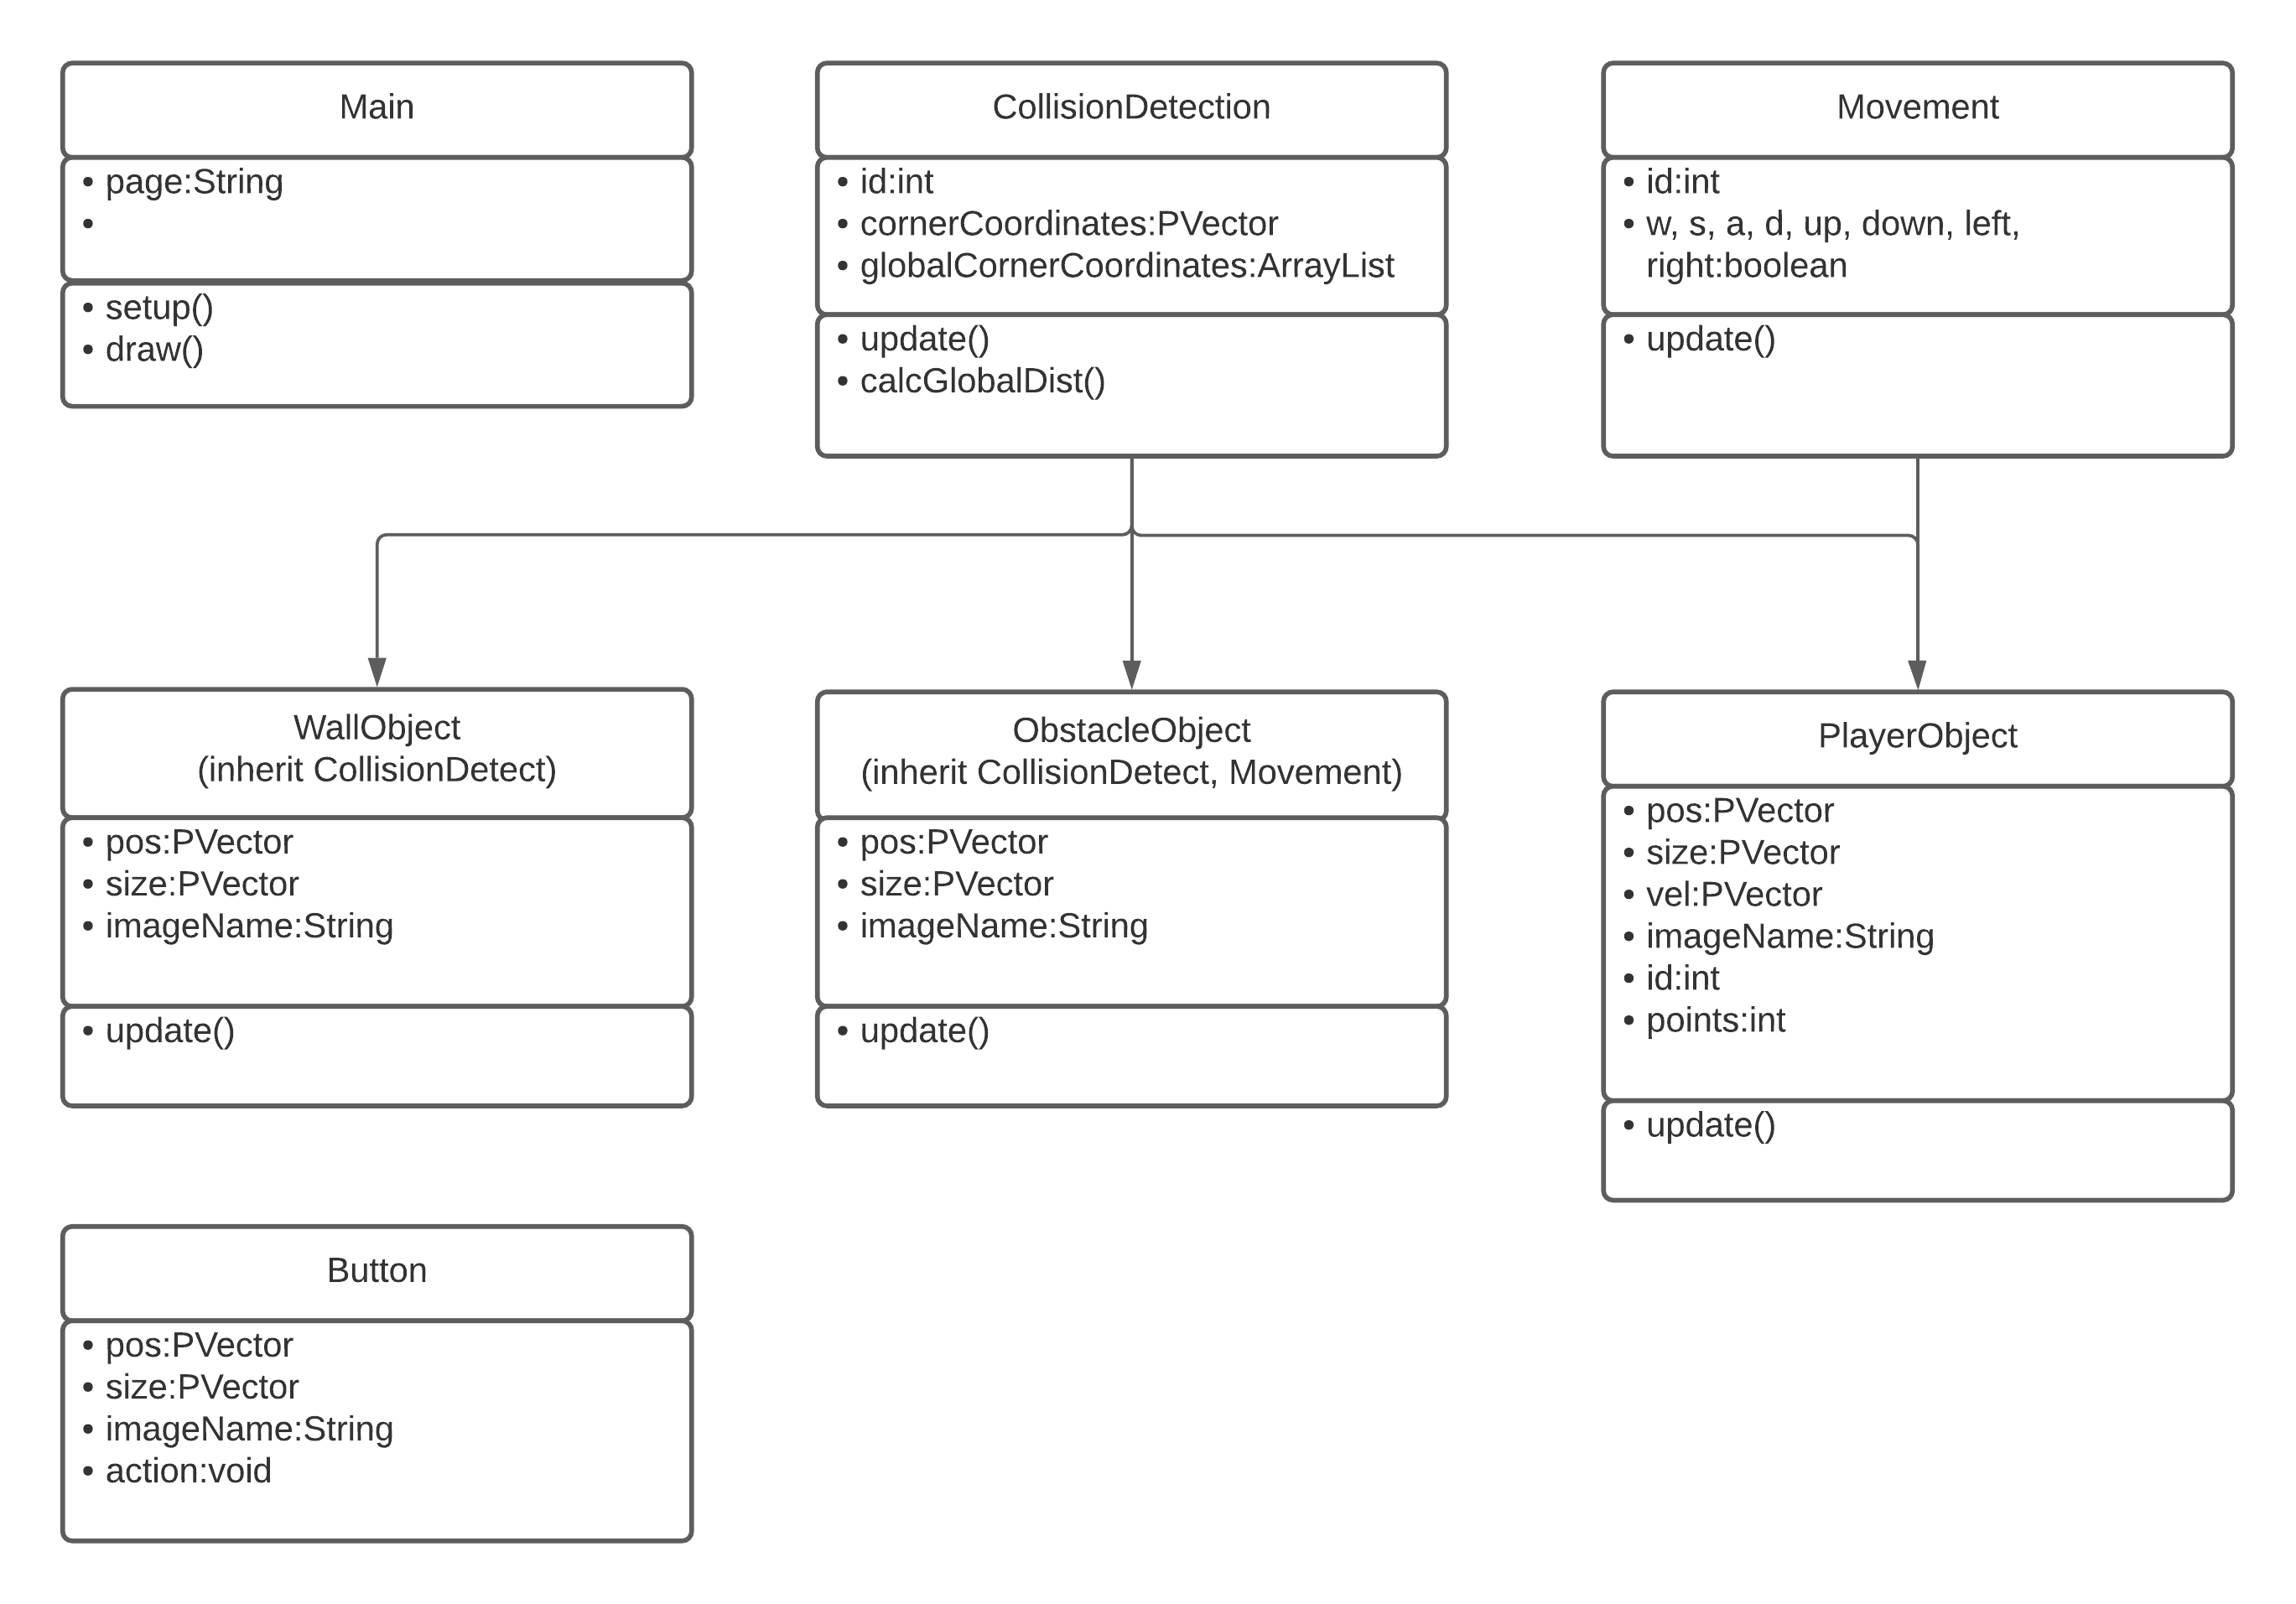 Main
• page:String
•
• setup()
• draw()
CollisionDetection
• id:int
• cornerCoordinates:PVector
• globalCornerCoordinates:ArrayList
• update()
• calcGlobalDist()
Movement
• id:int
• w, s, a, d, up, down, left,
right:boolean
• update()
WallObject
(inherit CollisionDetect)
• pos:PVector
• size:PVector
• imageName:String
• update()
ObstacleObject
(inherit CollisionDetect, Movement)
• pos:PVector
• size:PVector
• imageName:String
• update()
PlayerObject
• pos:PVector
• size:PVector
• vel:PVector
• imageName:String
• id:int
• points:int
• update()
Button
• pos:PVector
• size:PVector
• imageName:String
• action:void